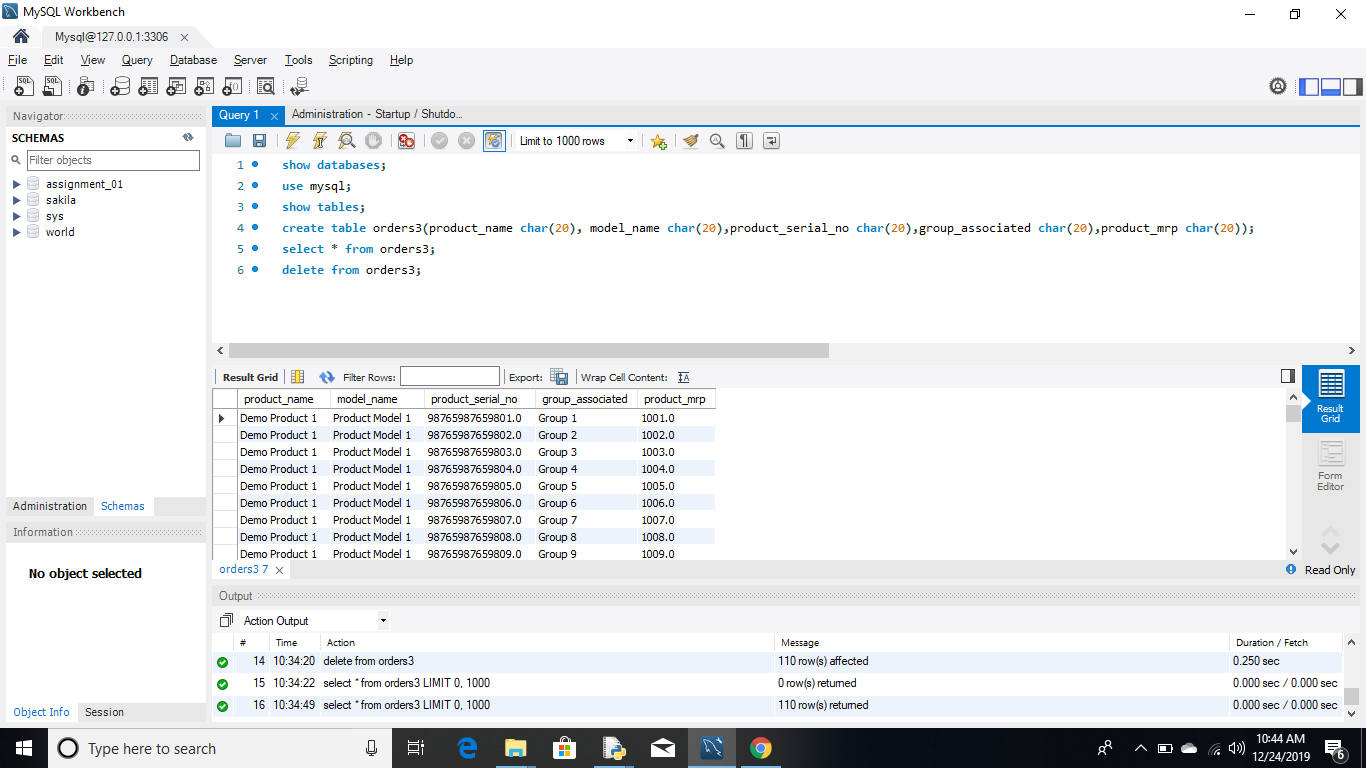 MySQL Workbench
Mysql@127.0.0.1:3306
File Edit View Query Database Server Tools Scripting Help
Navigator
SCHEMAS
Filter objects
assignment_01
sakila
sys
world
Administration Schemas
Information
No object selected
Object Info Session
Query 1 Administration - Startup / Shutdo...
Limit to 1000 rows
1 show databases;
2 use mysql;
3 show tables;
4 create table orders3(product_name char(20), model_name char(20),product_serial_no char(20),group_associated char(20),product_mrp char(20));
5 select * from orders3;
6 delete from orders3;
Result Grid Filter Rows: Export: Wrap Cell Content:
product_name model_name product_serial_no group_associated product_mrp
Demo Product 1 Product Model 1 98765987659801.0 Group 1 1001.0
Demo Product 1 Product Model 1 98765987659802.0 Group 2 1002.0
Demo Product 1 Product Model 1 98765987659803.0 Group 3 1003.0
Demo Product 1 Product Model 1 98765987659804.0 Group 4 1004.0
Demo Product 1 Product Model 1 98765987659805.0 Group 5 1005.0
Demo Product 1 Product Model 1 98765987659806.0 Group 6 1006.0
Demo Product 1 Product Model 1 98765987659807.0 Group 7 1007.0
Demo Product 1 Product Model 1 98765987659808.0 Group 8 1008.0
Demo Product 1 Product Model 1 98765987659809.0 Group 9 1009.0
Result
Grid
Form
Editor
orders3 7
Read Only
Output
Action Output
# Time Action Message Duration / Fetch
14 10:34:20 delete from orders3 110 row(s) affected 0.250 sec
15 10:34:22 select * from orders3 LIMIT 0, 1000 0 row(s) returned 0.000 sec / 0.000 sec
16 10:34:49 select * from orders3 LIMIT 0, 1000 110 row(s) returned 0.000 sec / 0.000 sec
Type here to search
10:44 AM
12/24/2019
6